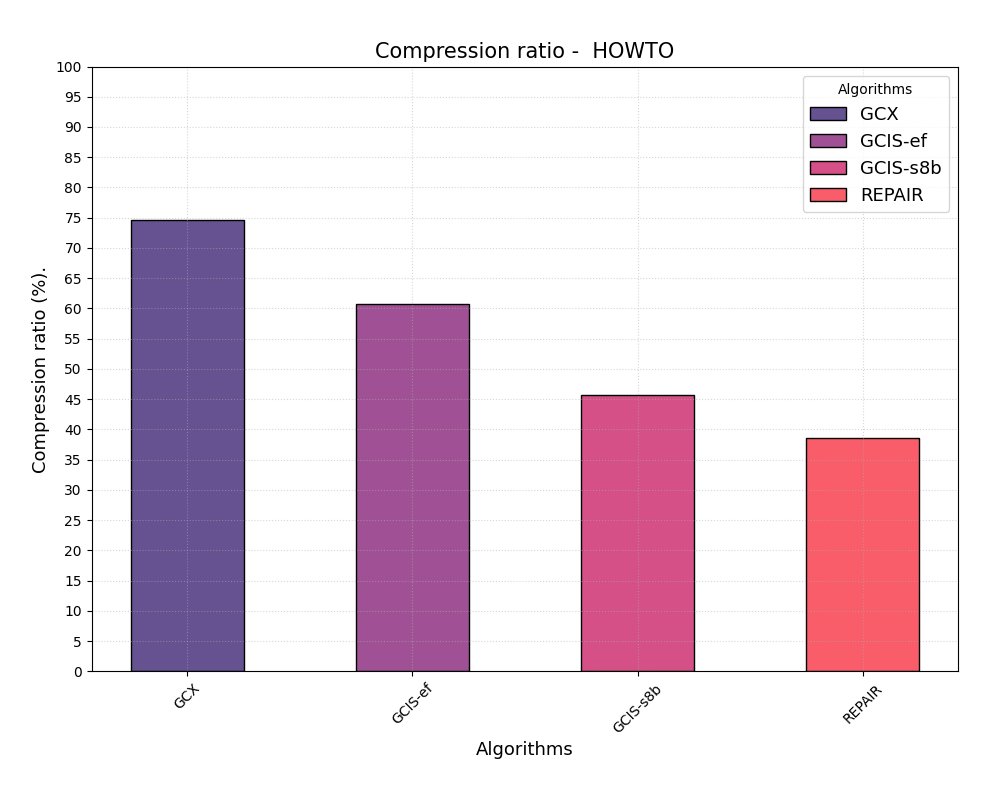 Compression ratio -  HOWTO
Compression ratio (%).
100
95
90
85
80
75
70
65
60
55
50
45
40
35
30
25
20
15
10
5
0
Algorithms
GCX
GCIS-ef
GCIS-s8b
REPAIR
GCX
GCIS-ef
GCIS-s8b
REPAIR
Algorithms